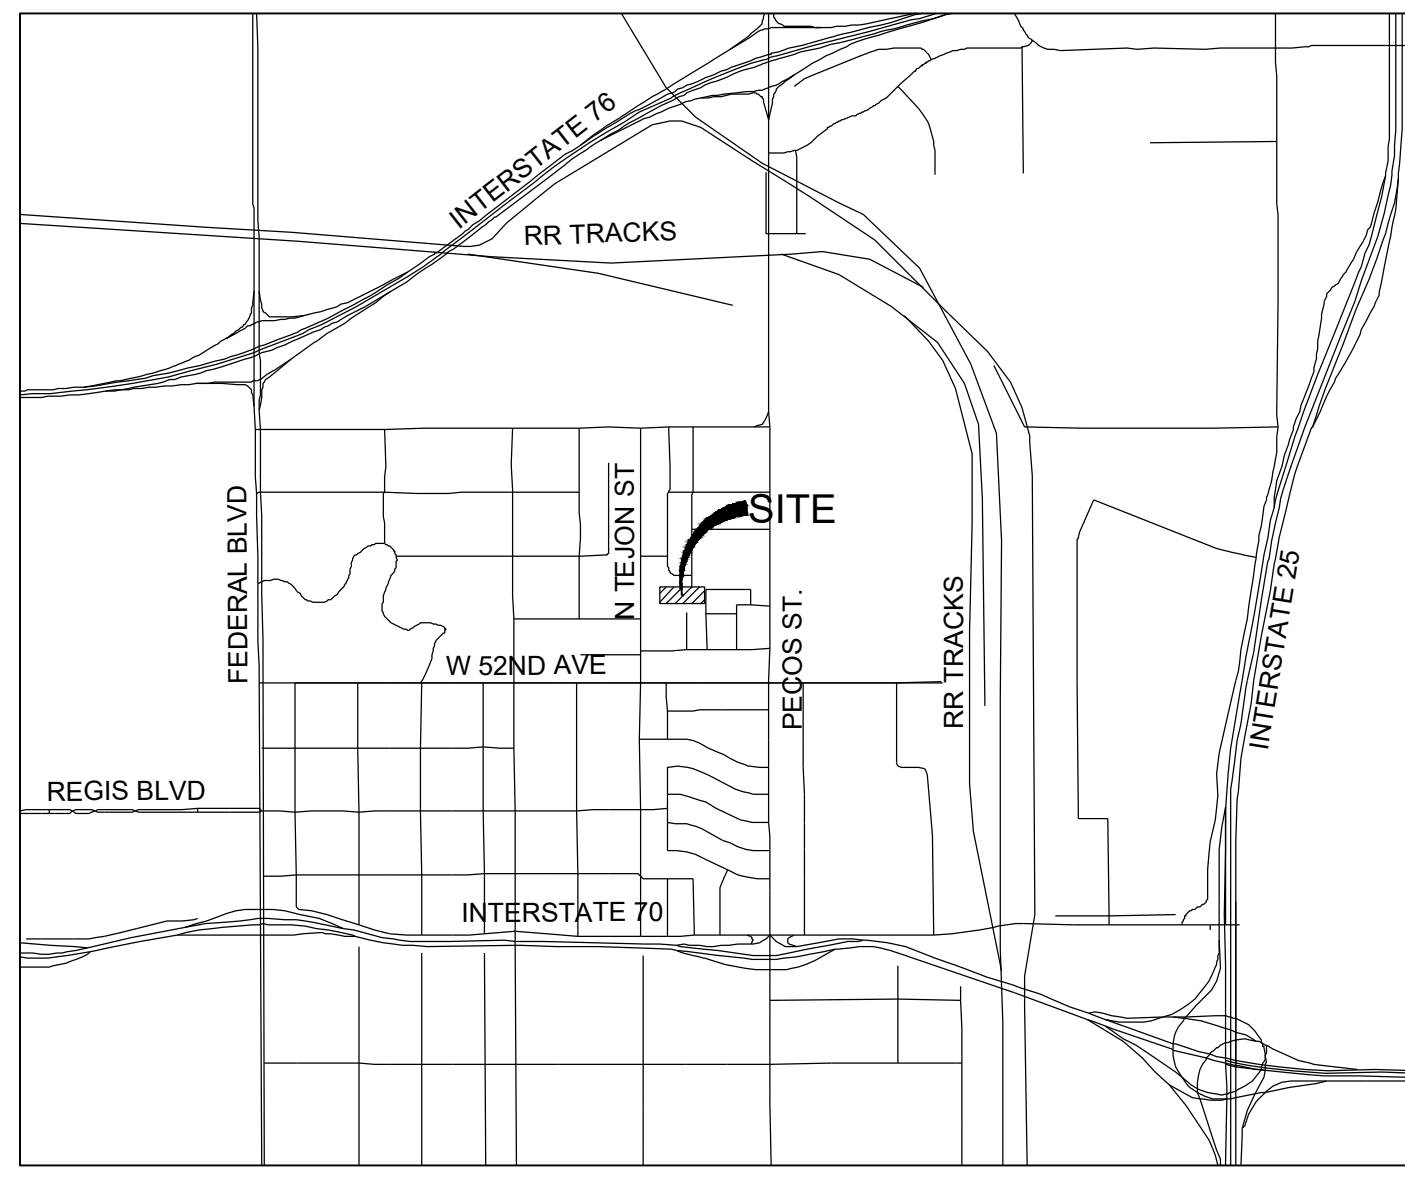 INTERSTATE 76
RR TRACKS
SITE
N TEJON ST
FEDERAL BLVD
INTERSTATE 25
PECOS ST.
RR TRACKS
W 52ND AVE
REGIS BLVD
INTERSTATE 70